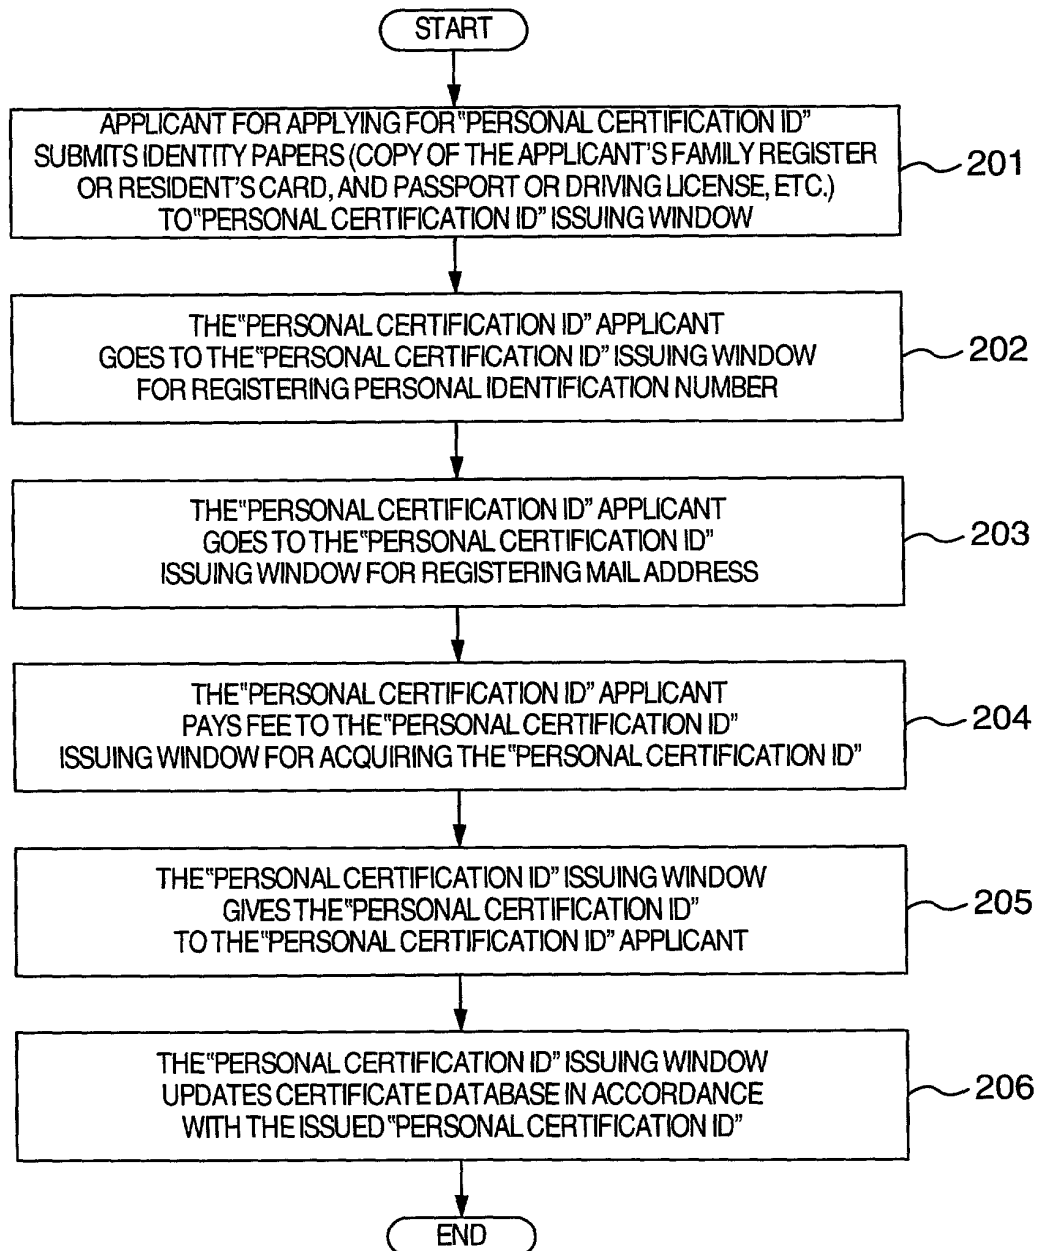 START
APPLICANT FOR APPLYING FOR "PERSONAL CERTIFICATION ID"
SUBMITS IDENTITY PAPERS (COPY OF THE APPLICANT'S FAMILY REGISTER
OR RESIDENT'S CARD, AND PASSPORT OR DRIVING LICENSE, ETC.)
TO "PERSONAL CERTIFICATION ID" ISSUING WINDOW
201
THE "PERSONAL CERTIFICATION ID" APPLICANT
GOES TO THE "PERSONAL CERTIFICATION ID" ISSUING WINDOW
FOR REGISTERING PERSONAL IDENTIFICATION NUMBER
202
THE "PERSONAL CERTIFICATION ID" APPLICANT
GOES TO THE "PERSONAL CERTIFICATION ID"
ISSUING WINDOW FOR REGISTERING MAIL ADDRESS
203
THE "PERSONAL CERTIFICATION ID" APPLICANT
PAYS FEE TO THE "PERSONAL CERTIFICATION ID"
ISSUING WINDOW FOR ACQUIRING THE "PERSONAL CERTIFICATION ID"
204
THE "PERSONAL CERTIFICATION ID" ISSUING WINDOW
GIVES THE "PERSONAL CERTIFICATION ID"
TO THE "PERSONAL CERTIFICATION ID" APPLICANT
205
THE "PERSONAL CERTIFICATION ID" ISSUING WINDOW
UPDATES CERTIFICATE DATABASE IN ACCORDANCE
WITH THE ISSUED "PERSONAL CERTIFICATION ID"
206
END